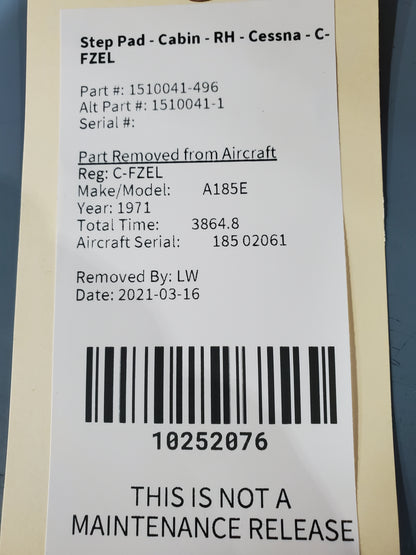 Step Pad - Cabin - RH - Cessna - C-
FZEL
Part #: 1510041-496
Alt Part #: 1510041-1
Serial #:
Part Removed from Aircraft
Reg: C-FZEL
Make/Model: A185E
Year: 1971
Total Time: 3864.8
Aircraft Serial: 185 02061
Removed By: LW
Date: 2021-03-16
10252076
THIS IS NOT A
MAINTENANCE RELEASE